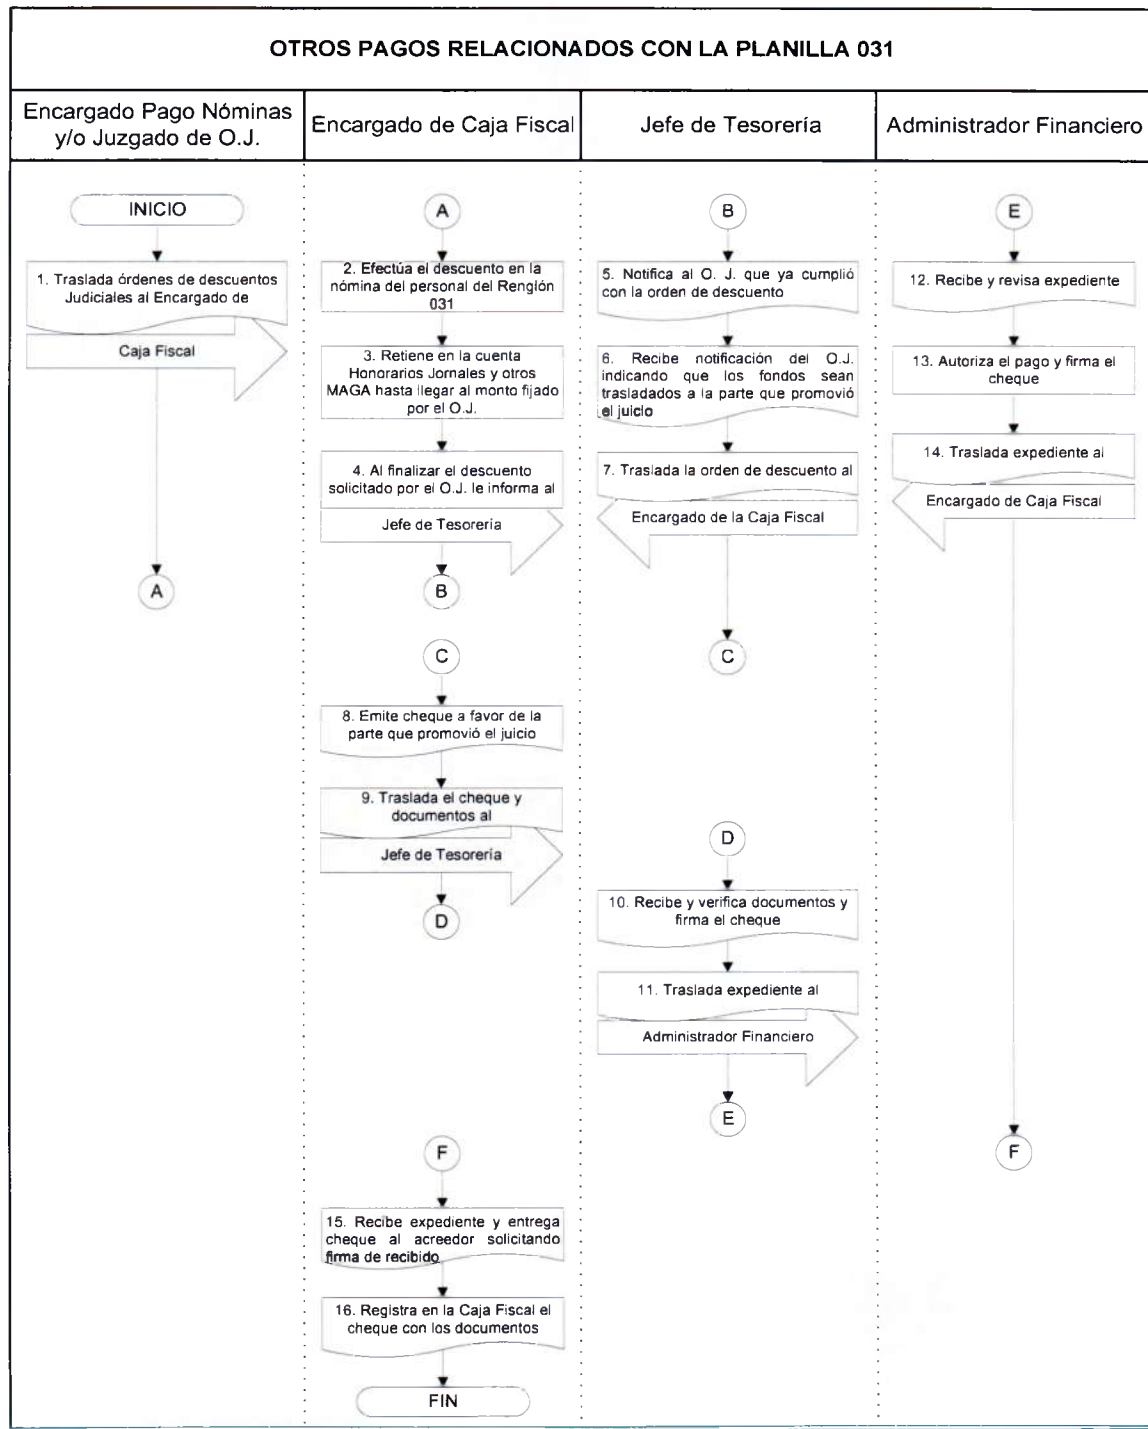 OTROS PAGOS RELACIONADOS CON LA PLANILLA 031
Encargado Pago Nóminas
y/o Juzgado de O.J.
Encargado de Caja Fiscal
Jefe de Tesorería
Administrador Financiero
INICIO
1. Traslada órdenes de descuentos
Judiciales al Encargado de
Caja Fiscal
A
A
2. Efectúa el descuento en la
nómina del personal del Renglón
031
3. Retiene en la cuenta
Honorarios Jornales y otros
MAGA hasta llegar al monto fijado
por el O.J.
4. Al finalizar el descuento
solicitado por el O.J. le informa al
Jefe de Tesorería
B
B
5. Notifica al O. J. que ya cumplió
con la orden de descuento
6. Recibe notificación del O.J.
indicando que los fondos sean
trasladados a la parte que promovió
el juicio
7. Traslada la orden de descuento al
Encargado de la Caja Fiscal
C
C
8. Emite cheque a favor de la
parte que promovió el juicio
9. Traslada el cheque y
documentos al
Jefe de Tesorería
D
D
10. Recibe y verifica documentos y
firma el cheque
11. Traslada expediente al
Administrador Financiero
E
E
12. Recibe y revisa expediente
13. Autoriza el pago y firma el
cheque
14. Traslada expediente al
Encargado de Caja Fiscal
F
F
15. Recibe expediente y entrega
cheque al acreedor solicitando
firma de recibido
16. Registra en la Caja Fiscal el
cheque con los documentos
FIN